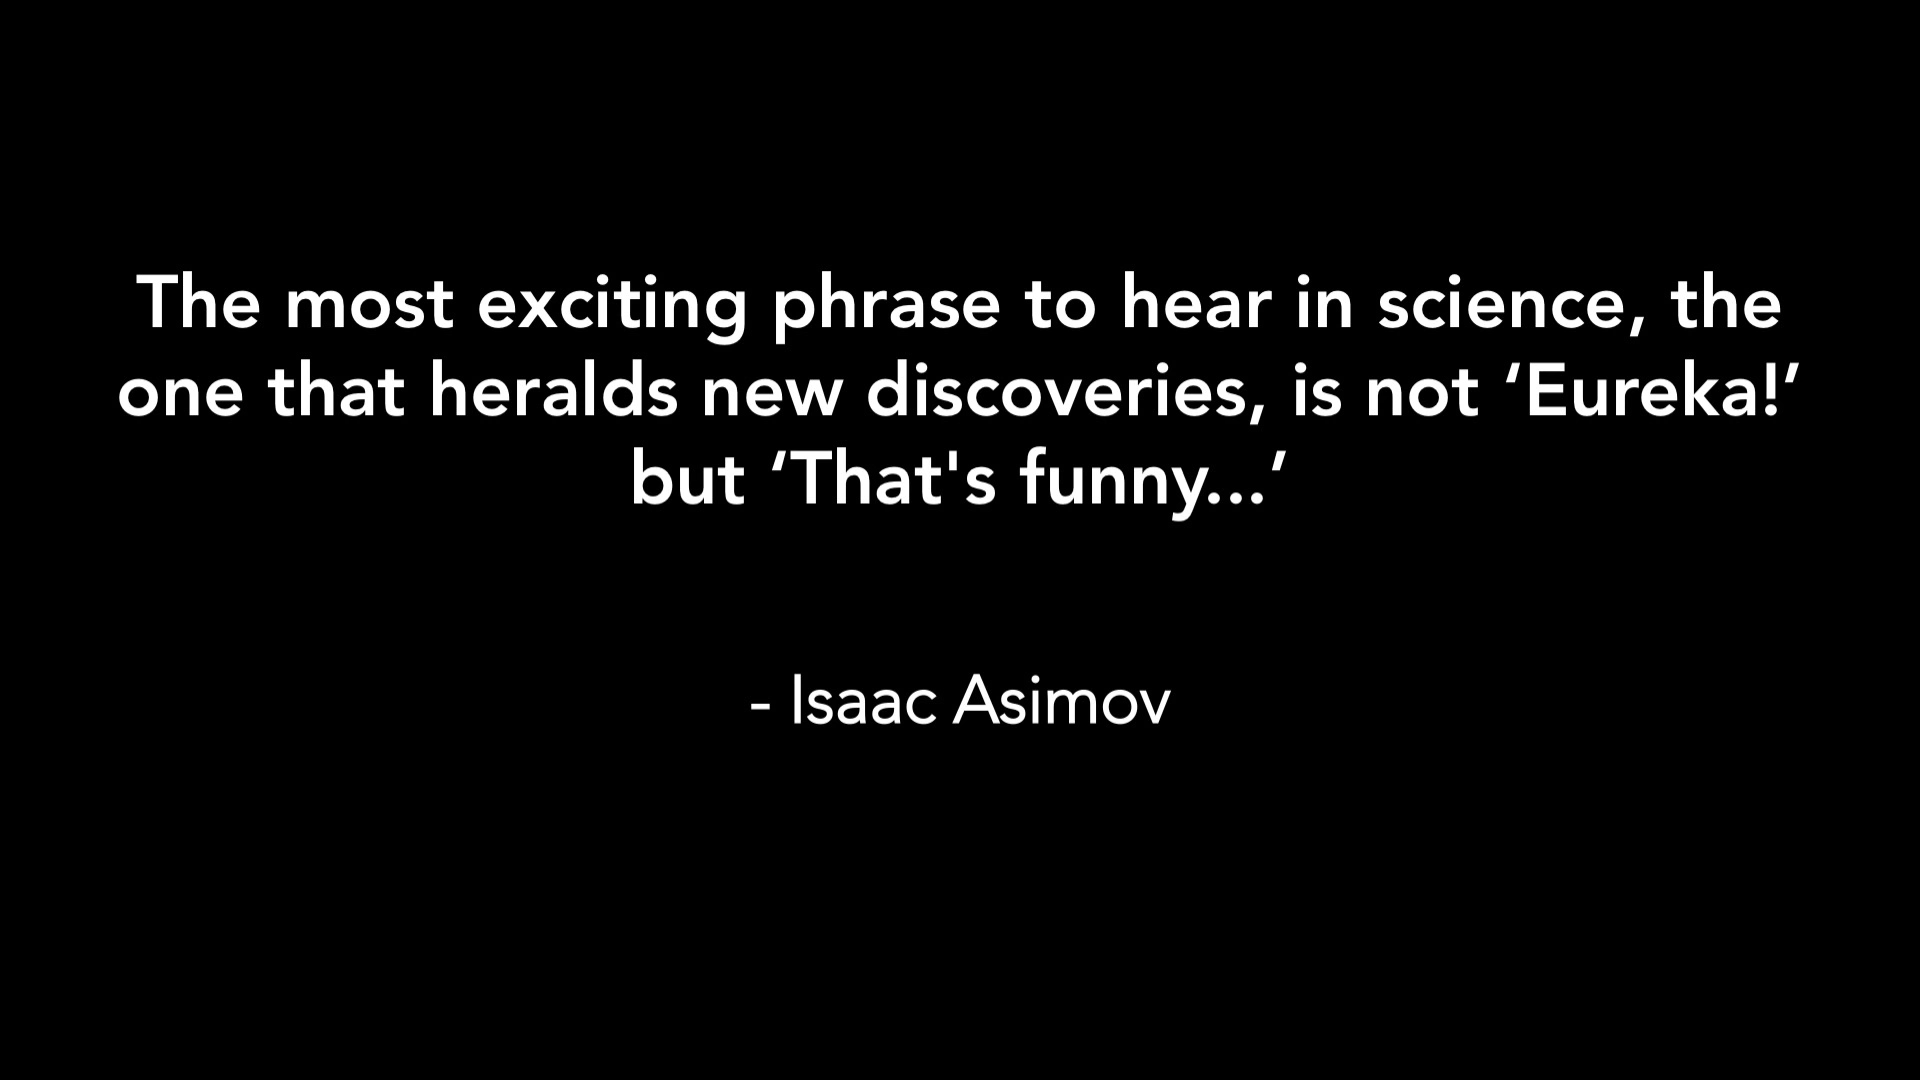 The most exciting phrase to hear in science, the
one that heralds new discoveries, is not ‘Eureka!’
but ‘That's funny...’
- Isaac Asimov